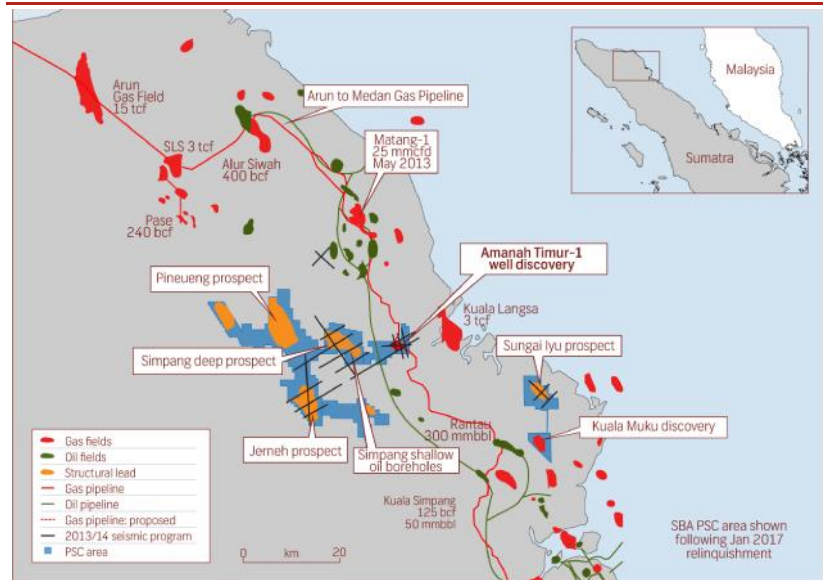 Arun
Gas Field
15 tcf
SLS 3 tcf
Pase
240 bcf
Alur Siwah
400 bcf
Arun to Medan Gas Pipeline
Matang-1
25 mmcfd
May 2013
Malaysia
Sumatra
Amanah Timur-1
well discovery
Pineueng prospect
Kuala Langsa
3 tcf
Simpang deep prospect
Sungai Iyu prospect
Rantau
300 mmbbl
Kuala Muku discovery
Jerneh prospect
Simpang shallow
oil boreholes
Kuala Simpang
125 bcf
50 mmbbl
Gas fields
Oil fields
Structural lead
Gas pipeline
Oil pipeline
Gas pipeline: proposed
2013/14 seismic program
PSC area
0 km 20
SBA PSC area shown
following Jan 2017
relinquishment